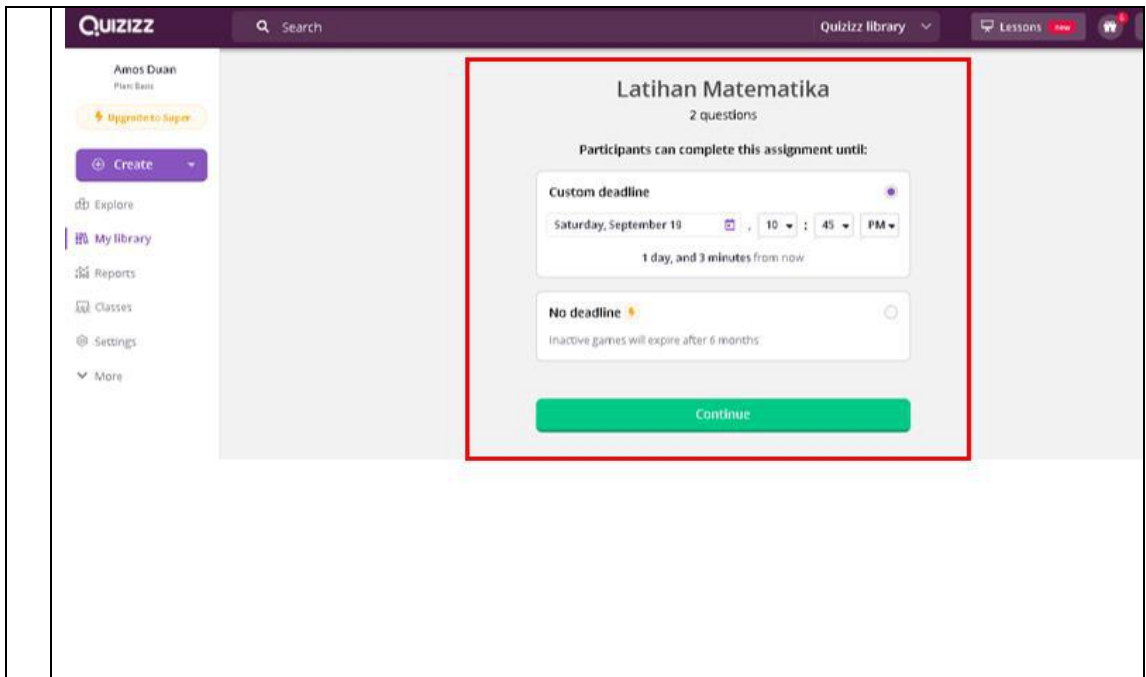 QUIZIZZ
Search
Quizizz library
Lessons new
Amos Duan
Plan: Basic
Upgrade to Super
Create
Explore
My library
Reports
Classes
Settings
More
Latihan Matematika
2 questions
Participants can complete this assignment until:
Custom deadline
Saturday, September 19 , 10 : 45 PM
1 day, and 3 minutes from now
No deadline
Inactive games will expire after 6 months
Continue